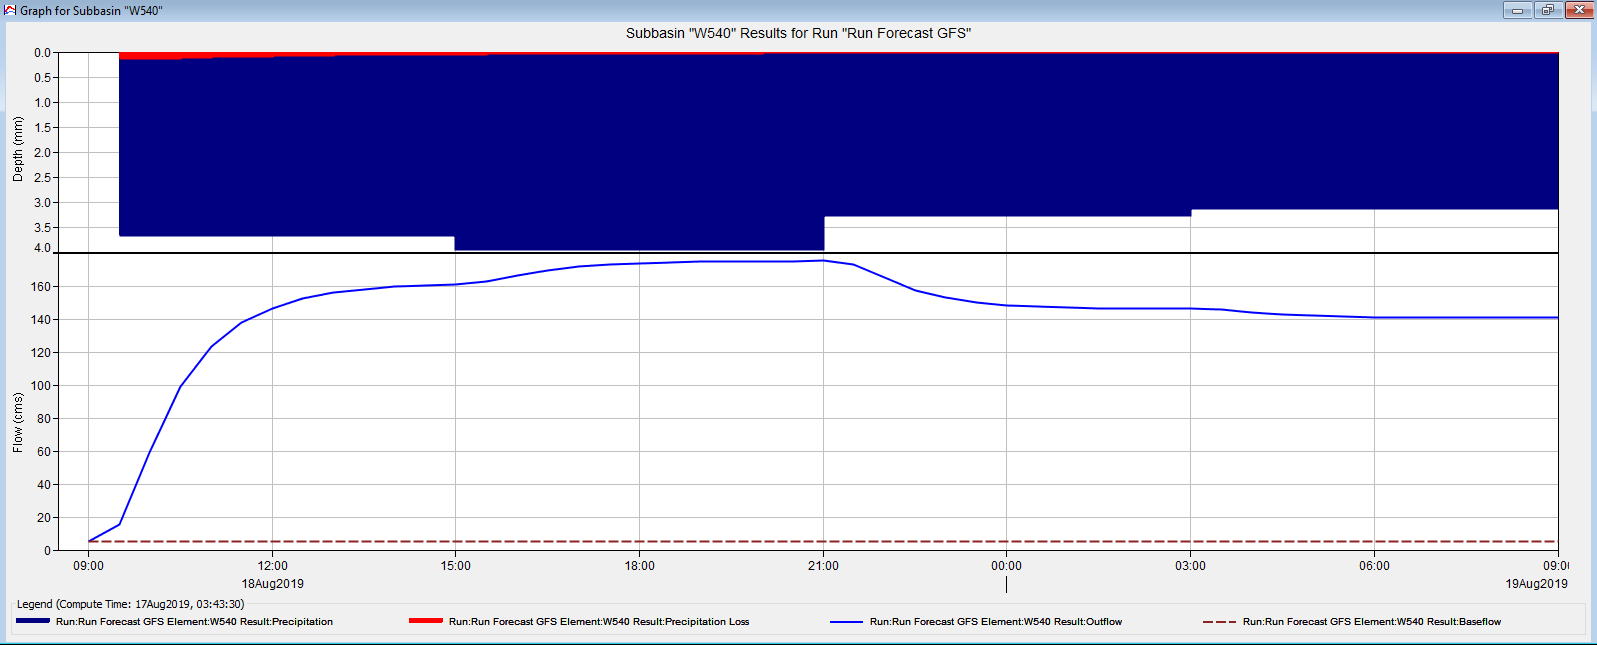 Graph for Subbasin "W540"
Subbasin "W540" Results for Run "Run Forecast GFS"
0.0
0.5
1.0
1.5
2.0
2.5
3.0
3.5
4.0
Depth (mm)
160
140
120
100
80
60
40
20
0
Flow (cms)
09:00 12:00 15:00 18:00 21:00 00:00 03:00 06:00 09:0
18Aug2019 19Aug2019
Legend (Compute Time: 17Aug2019, 03:43:30)
Run:Run Forecast GFS Element:W540 Result:Precipitation Run:Run Forecast GFS Element:W540 Result:Precipitation Loss Run:Run Forecast GFS Element:W540 Result:Outflow Run:Run Forecast GFS Element:W540 Result:Baseflow